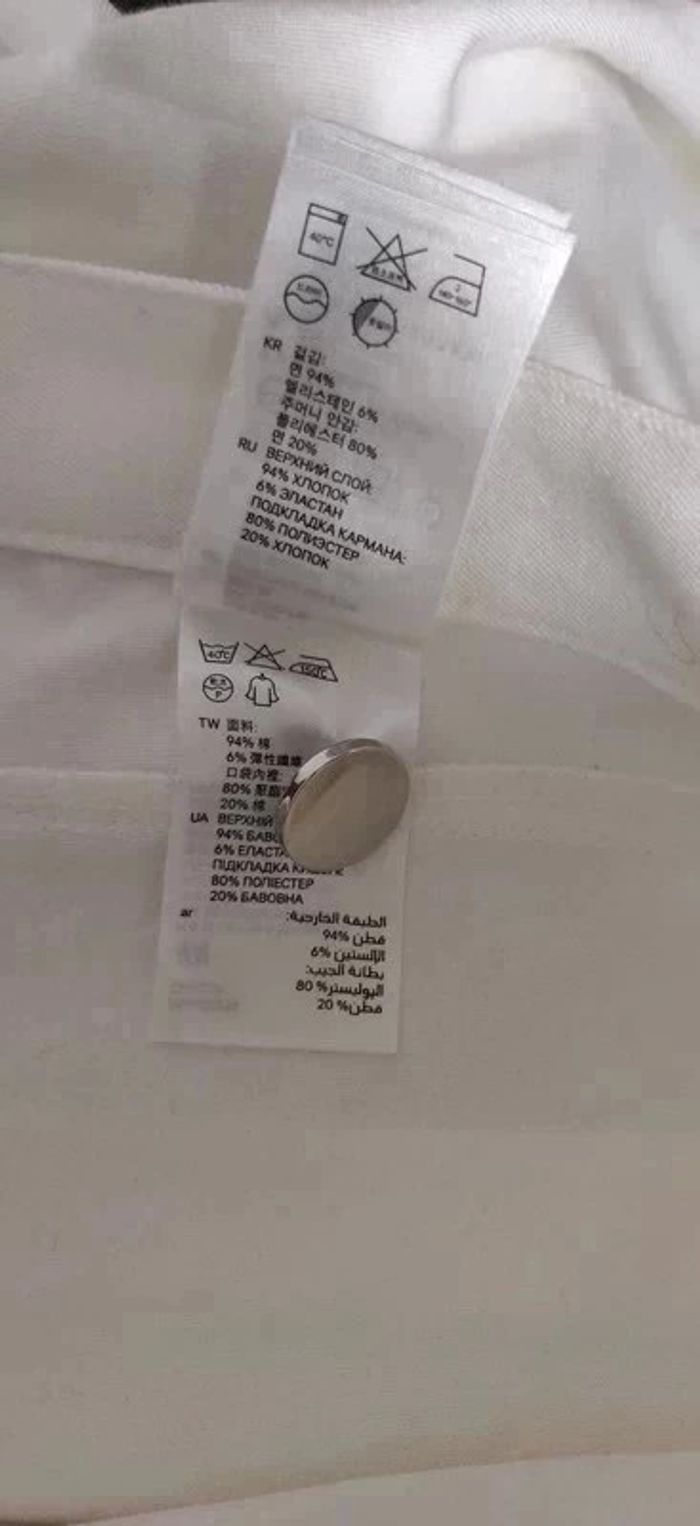 40°C
KR 겉감:
면 94%
엘라스테인 6%
주머니 안감:
폴리에스터 80%
면 20%
RU ВЕРХНИЙ СЛОЙ:
94% ХЛОПОК
6% ЭЛАСТАН
ПОДКЛАДКА КАРМАНА:
80% ПОЛИЭСТЕР
20% ХЛОПОК
40°C 150°C
P
TW 面料:
94% 棉
6% 彈性纖維
口袋內裡:
80% 聚酯
20% 棉
UA ВЕРХНІЙ
94%
6%
ПІДКЛАДКА
80% ПОЛІЕСТЕР
20% БАВОВНА
ar الطبقة الخارجية:
قطن 94%
الإلستين 6%
بطانة الجيب:
البوليستر% 80
قطن% 20